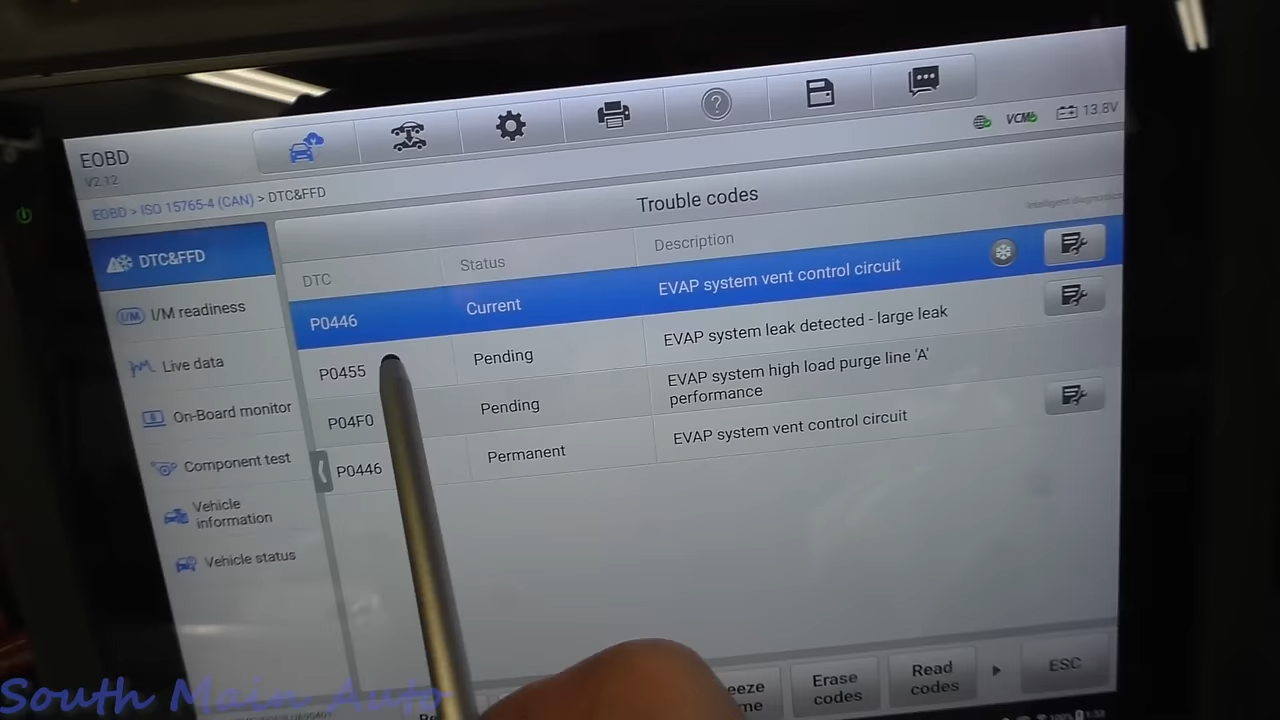 EOBD
V2.12
VCMI
13.8V
EOBD > ISO 15765-4 (CAN) > DTC&FFD
Trouble codes
Intelligent diagnostics
DTC&FFD
DTC
Status
Description
P0446
Current
EVAP system vent control circuit
I/M
I/M readiness
P0455
Pending
EVAP system leak detected - large leak
Live data
P04F0
Pending
EVAP system high load purge line 'A'
performance
On-Board monitor
P0446
Permanent
EVAP system vent control circuit
Component test
Vehicle
information
Vehicle status
Erase
codes
Read
codes
ESC
South Main Auto